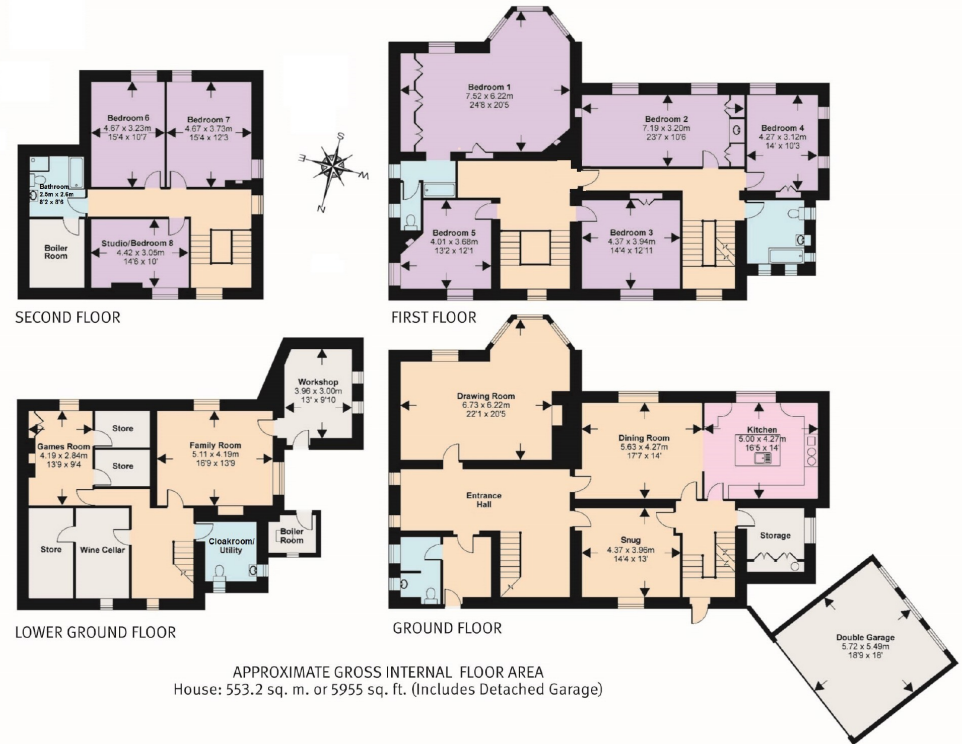 Bedroom 6
4.67 x 3.23m
15'4 x 10'7
Bedroom 7
4.67 x 3.73m
15'4 x 12'3
Bathroom
2.5m x 2.6m
8'2 x 8'6
Boiler
Room
Studio/Bedroom 8
4.42 x 3.05m
14'6 x 10'
SECOND FLOOR
S
W
N
Bedroom 1
7.52 x 6.22m
24'8 x 20'5
Bedroom 2
7.19 x 3.20m
23'7 x 10'6
Bedroom 4
4.27 x 3.12m
14' x 10'3
Bedroom 5
4.01 x 3.68m
13'2 x 12'1
Bedroom 3
4.37 x 3.94m
14'4 x 12'11
FIRST FLOOR
Workshop
3.96 x 3.00m
13' x 9'10
Games Room
4.19 x 2.84m
13'9 x 9'4
Store
Store
Family Room
5.11 x 4.19m
16'9 x 13'9
Store
Wine Cellar
Cloakroom/
Utility
Boiler
Room
LOWER GROUND FLOOR
Drawing Room
6.73 x 6.22m
22'1 x 20'5
Dining Room
5.63 x 4.27m
17'7 x 14'
Kitchen
5.00 x 4.27m
16'5 x 14'
Entrance
Hall
Snug
4.37 x 3.96m
14'4 x 13'
Storage
GROUND FLOOR
Double Garage
5.72 x 5.49m
18'9 x 18'
APPROXIMATE GROSS INTERNAL FLOOR AREA
House: 553.2 sq. m. or 5955 sq. ft. (Includes Detached Garage)